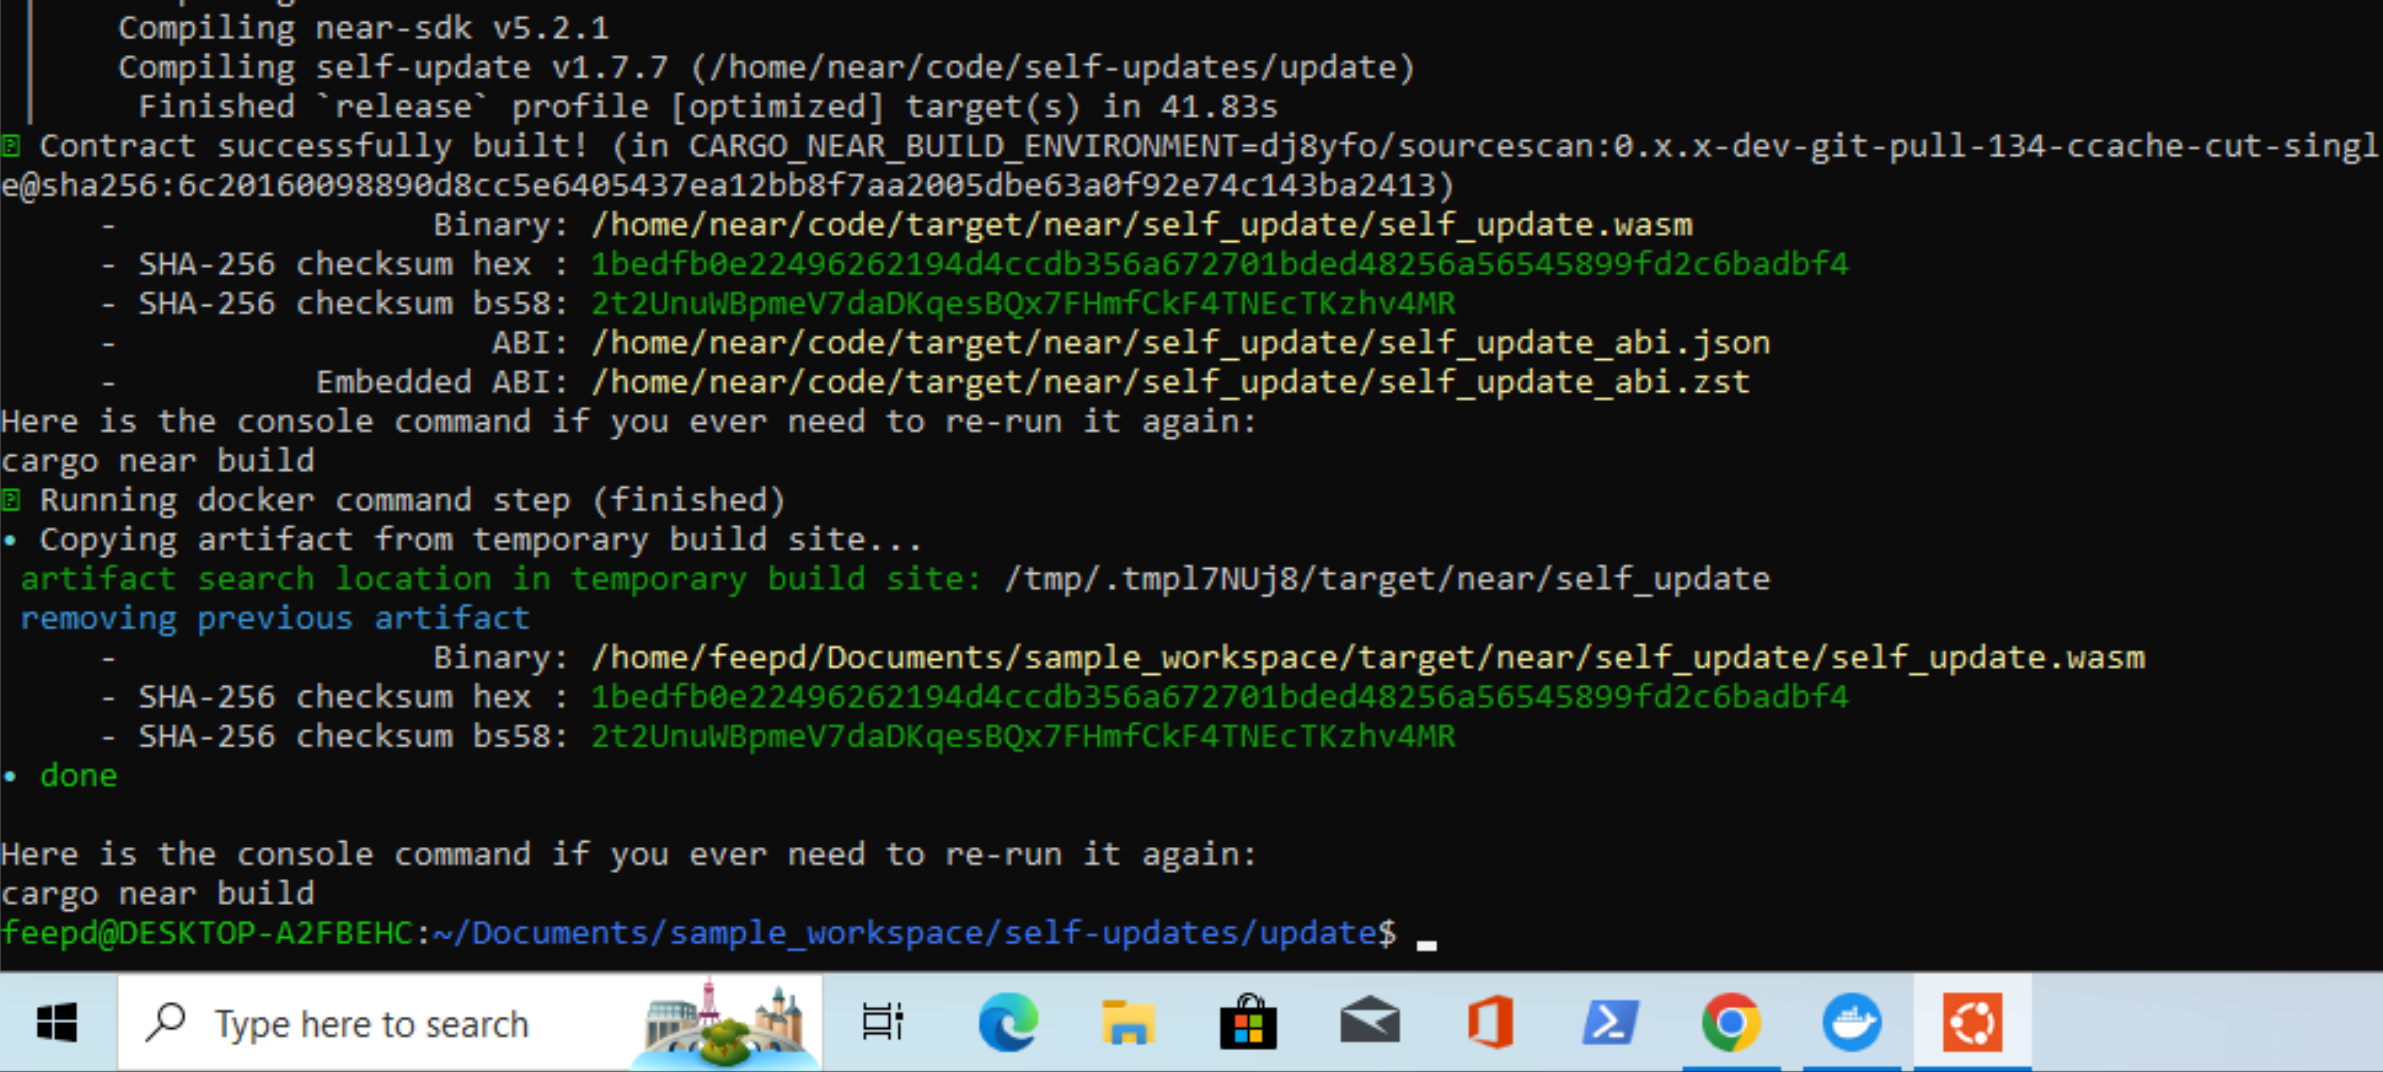 Compiling near-sdk v5.2.1
Compiling self-update v1.7.7 (/home/near/code/self-updates/update)
Finished `release` profile [optimized] target(s) in 41.83s
Contract successfully built! (in CARGO_NEAR_BUILD_ENVIRONMENT=dj8yfo/sourcescan:0.x.x-dev-git-pull-134-ccache-cut-singl
e@sha256:6c20160098890d8cc5e6405437ea12bb8f7aa2005dbe63a0f92e74c143ba2413)
- Binary: /home/near/code/target/near/self_update/self_update.wasm
- SHA-256 checksum hex : 1bedfb0e22496262194d4ccdb356a672701bded48256a56545899fd2c6badbf4
- SHA-256 checksum bs58: 2t2UnuWBpmeV7daDKqesBQx7FHmfCkF4TNEcTKzhv4MR
- ABI: /home/near/code/target/near/self_update/self_update_abi.json
- Embedded ABI: /home/near/code/target/near/self_update/self_update_abi.zst
Here is the console command if you ever need to re-run it again:
cargo near build
Running docker command step (finished)
• Copying artifact from temporary build site...
artifact search location in temporary build site: /tmp/.tmpl7NUj8/target/near/self_update
removing previous artifact
- Binary: /home/feepd/Documents/sample_workspace/target/near/self_update/self_update.wasm
- SHA-256 checksum hex : 1bedfb0e22496262194d4ccdb356a672701bded48256a56545899fd2c6badbf4
- SHA-256 checksum bs58: 2t2UnuWBpmeV7daDKqesBQx7FHmfCkF4TNEcTKzhv4MR
• done
Here is the console command if you ever need to re-run it again:
cargo near build
feepd@DESKTOP-A2FBEHC:~/Documents/sample_workspace/self-updates/update$
Type here to search